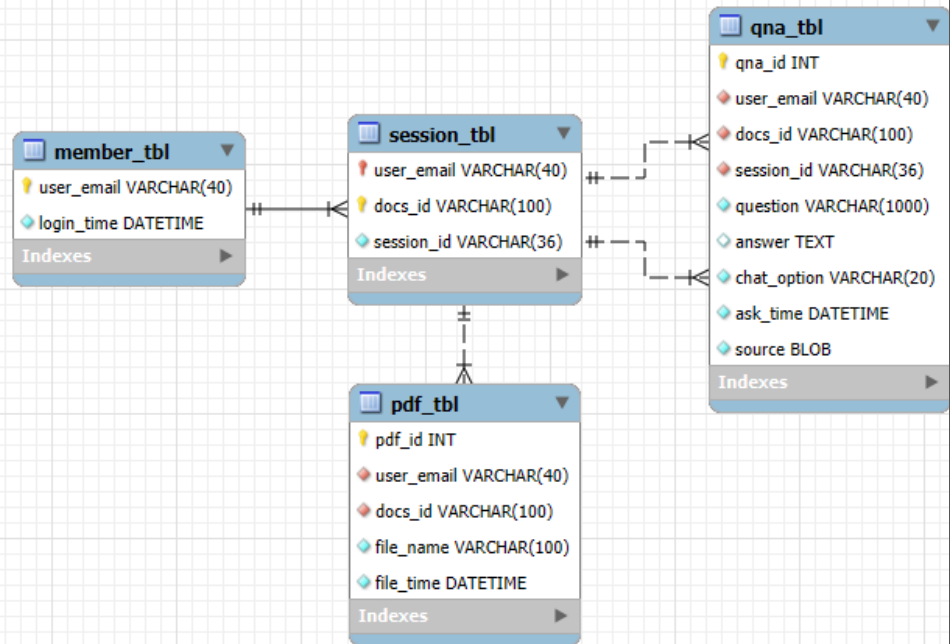 member_tbl
user_email VARCHAR(40)
login_time DATETIME
Indexes
session_tbl
user_email VARCHAR(40)
docs_id VARCHAR(100)
session_id VARCHAR(36)
Indexes
qna_tbl
qna_id INT
user_email VARCHAR(40)
docs_id VARCHAR(100)
session_id VARCHAR(36)
question VARCHAR(1000)
answer TEXT
chat_option VARCHAR(20)
ask_time DATETIME
source BLOB
Indexes
pdf_tbl
pdf_id INT
user_email VARCHAR(40)
docs_id VARCHAR(100)
file_name VARCHAR(100)
file_time DATETIME
Indexes